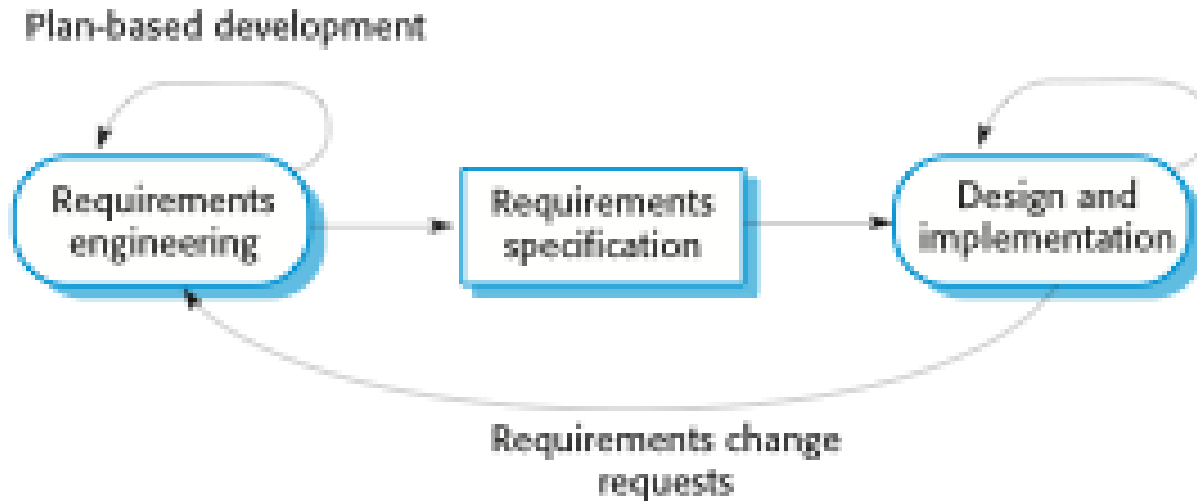 Plan-based development
Requirements
engineering
Requirements
specification
Design and
implementation
Requirements change
requests